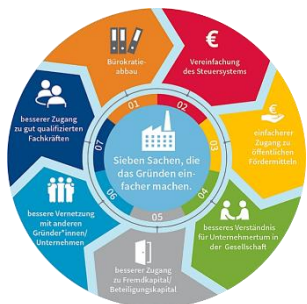 Sieben Sachen, die
das Gründen ein-
facher machen.
01
Bürokratie-
abbau
02
€
Vereinfachung
des Steuersystems
03
einfacherer
Zugang zu
öffentlichen
Fördermitteln
04
besseres Verständnis
für Unternehmertum in
der Gesellschaft
05
besserer Zugang
zu Fremdkapital/
Beteiligungskapital
06
bessere Vernetzung
mit anderen
Gründer*innen/
Unternehmen
07
besserer Zugang
zu gut qualifizierten
Fachkräften